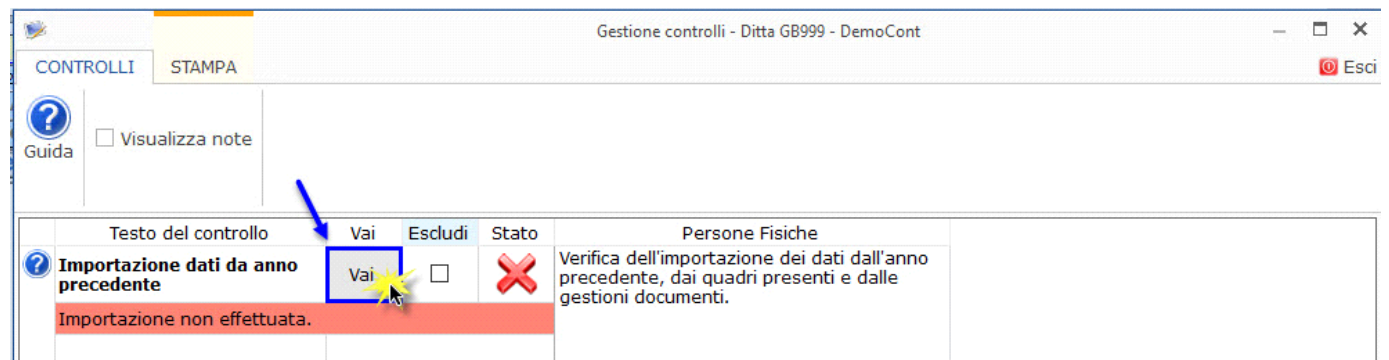 Gestione controlli - Ditta GB999 - DemoCont
CONTROLLI STAMPA Esci
Guida Visualizza note
Testo del controllo Vai Escludi Stato Persone Fisiche
Importazione dati da anno precedente
Vai
Verifica dell'importazione dei dati dall'anno
precedente, dai quadri presenti e dalle
gestioni documenti.
Importazione non effettuata.